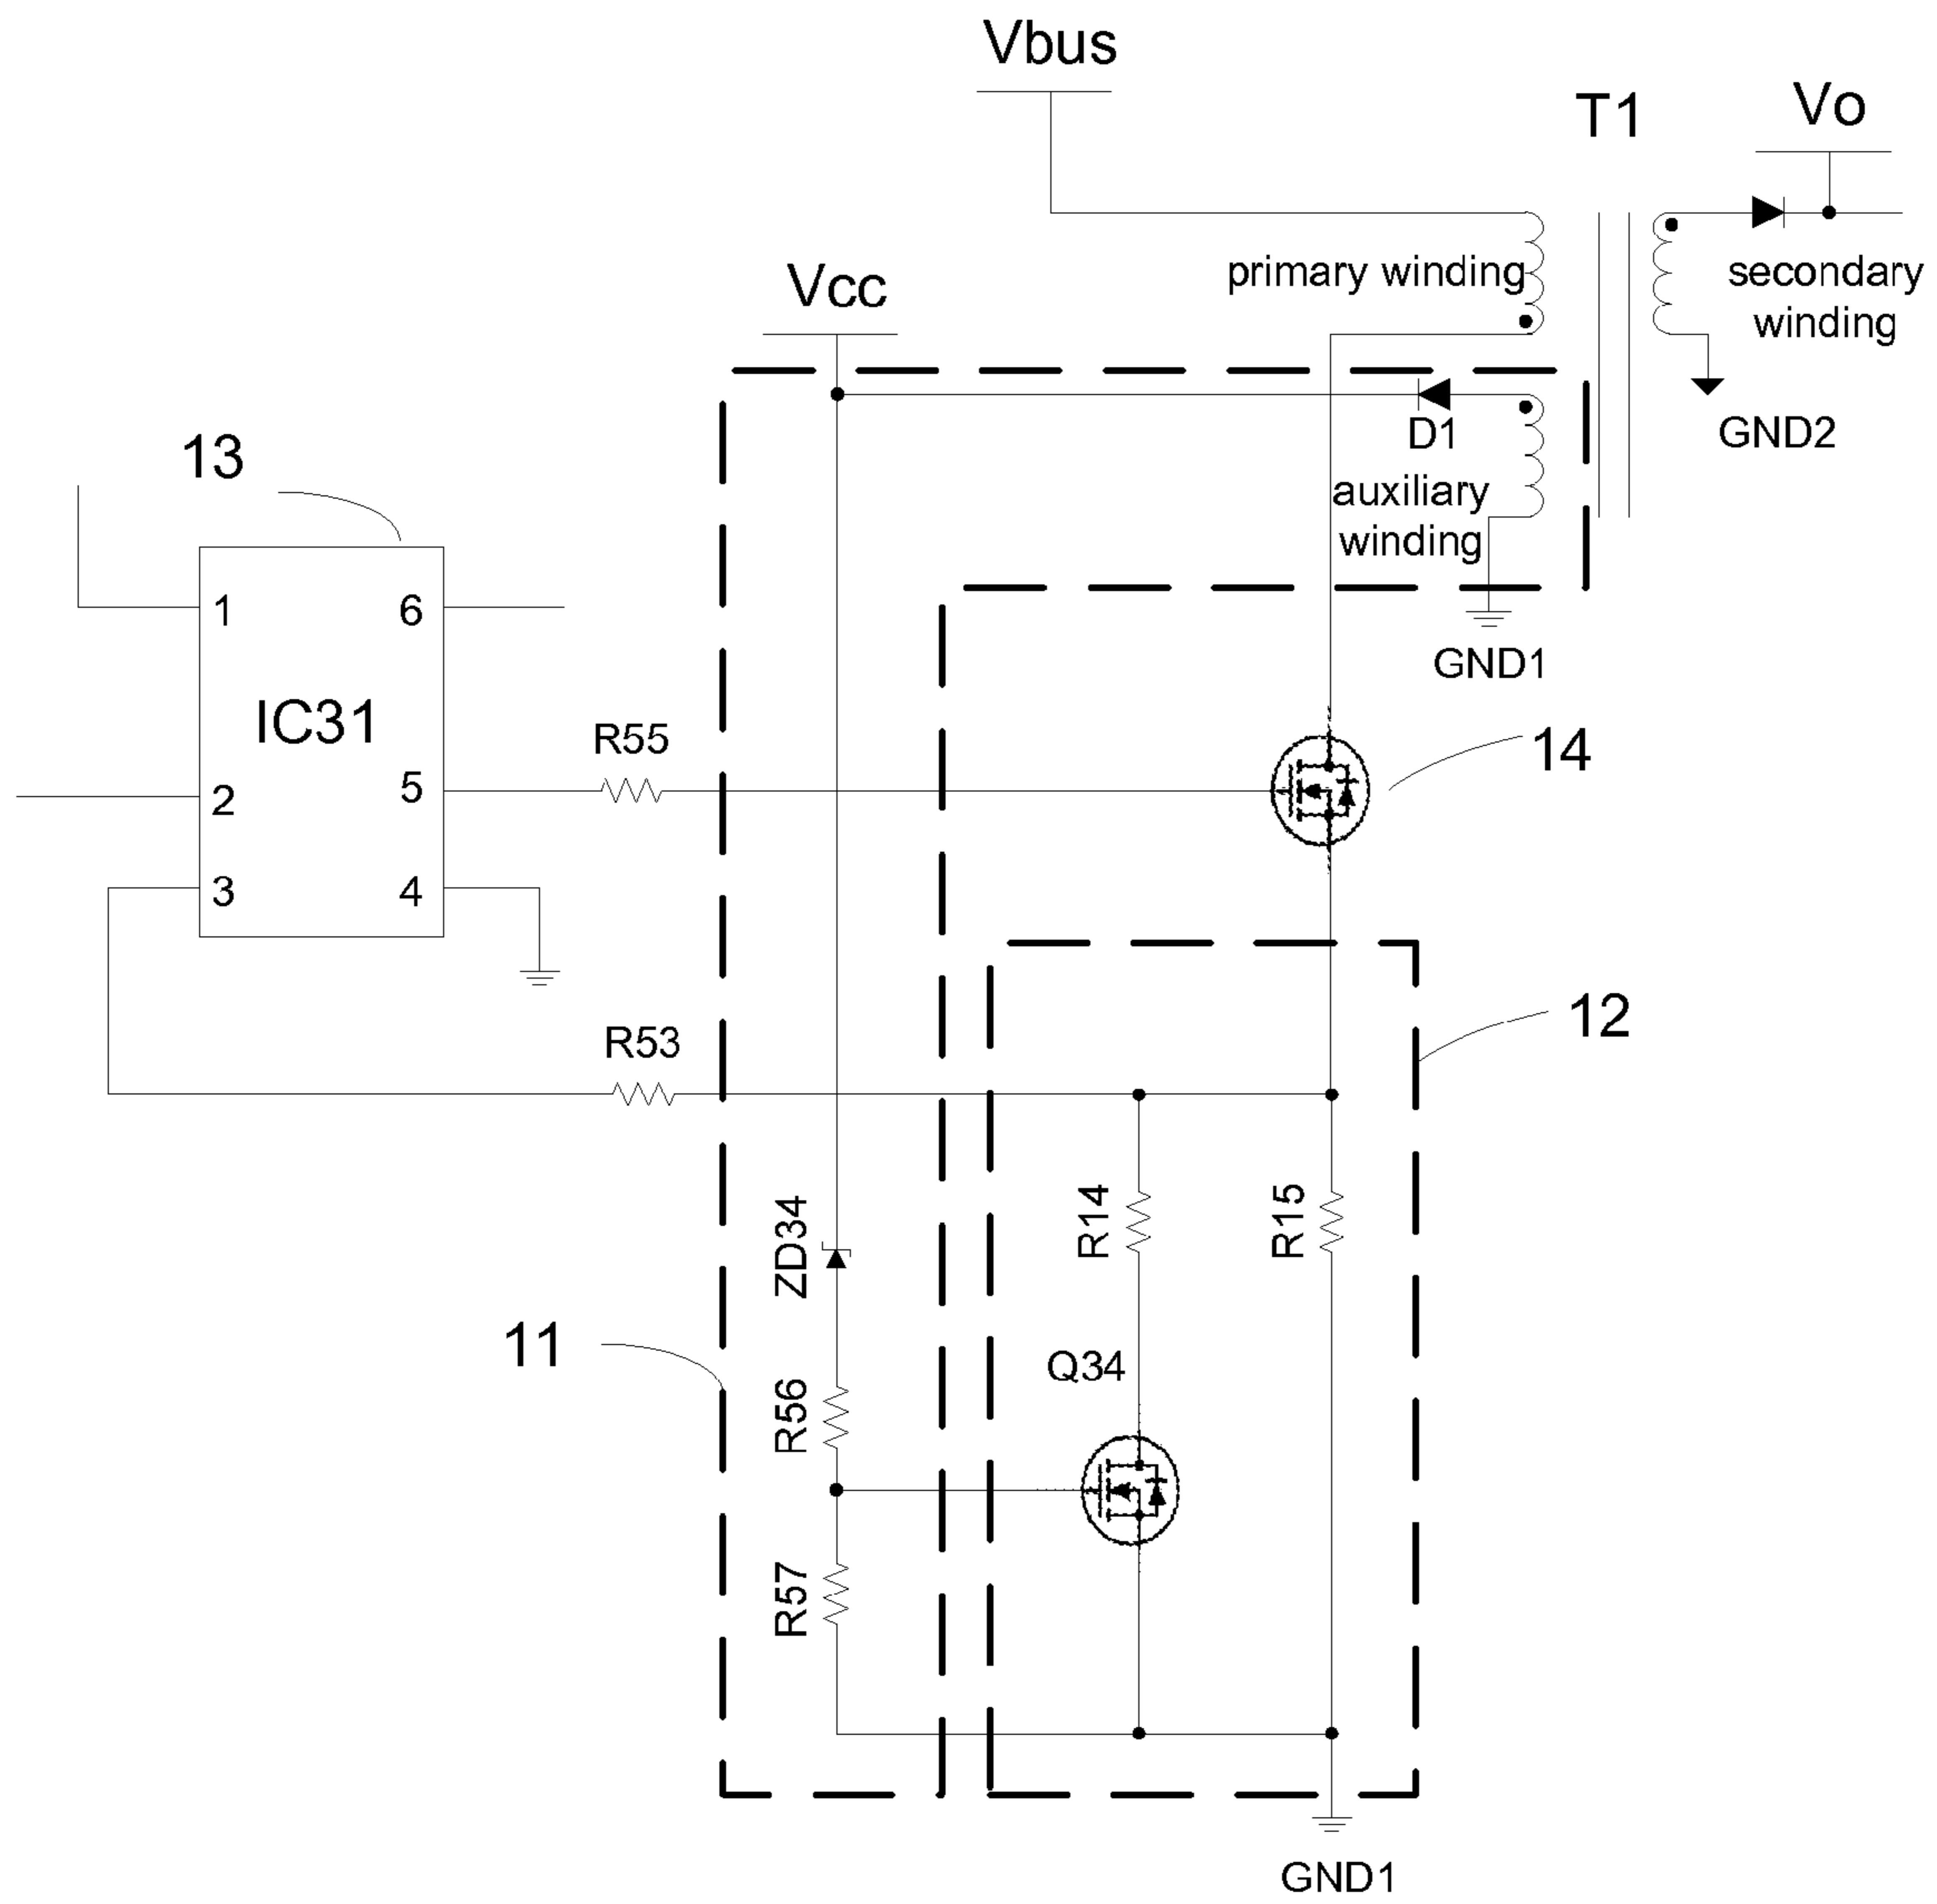 Vbus
T1
Vo
primary winding
secondary
winding
Vcc
D1
GND2
13
auxiliary
winding
1
6
GND1
IC31
R55
14
2
5
3
4
12
R53
R14
R15
ZD34
11
Q34
R56
R57
GND1